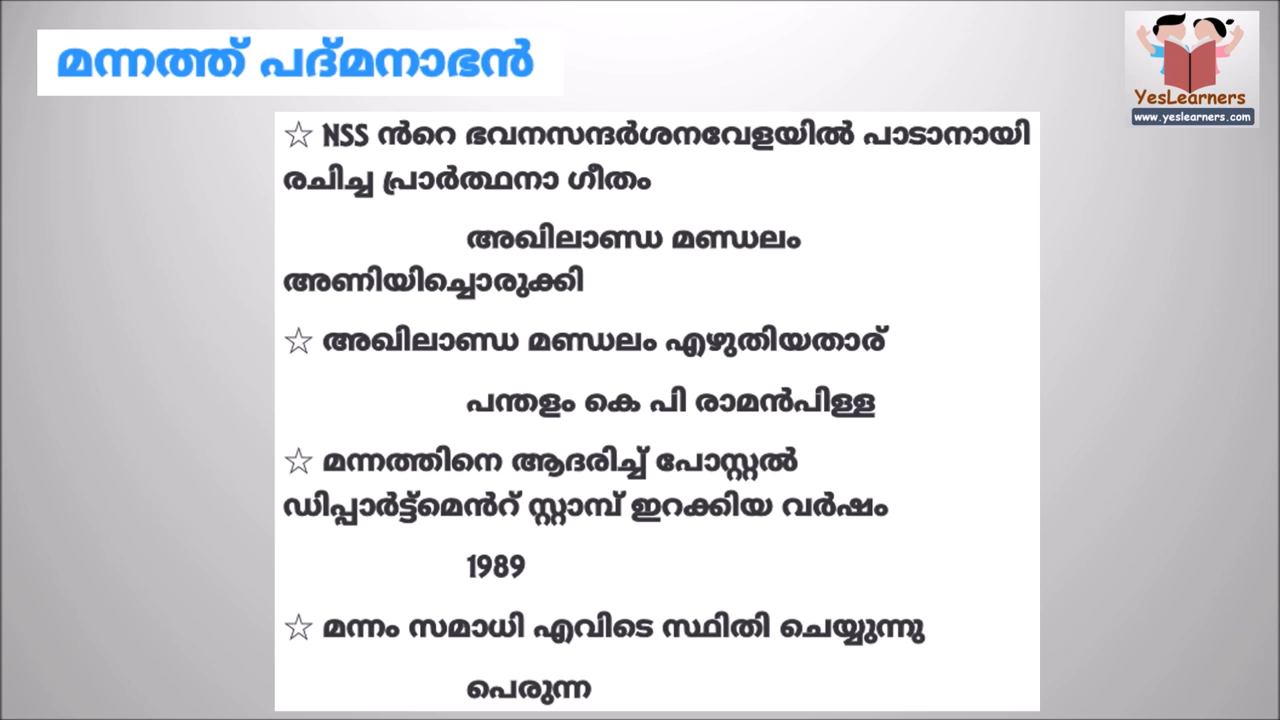 മന്നത്ത് പദ്മനാഭൻ
YesLearners
www.yeslearners.com
☆ NSS ൻറെ ഭവനസന്ദർശനവേളയിൽ പാടാനായി
രചിച്ച പ്രാർത്ഥനാ ഗീതം
അഖിലാണ്ഡ മണ്ഡലം
അണിയിച്ചൊരുക്കി
☆ അഖിലാണ്ഡ മണ്ഡലം എഴുതിയതാര്
പന്തളം കെ പി രാമൻപിള്ള
☆ മന്നത്തിനെ ആദരിച്ച് പോസ്റ്റൽ
ഡിപ്പാർട്ട്മെൻറ് സ്റ്റാമ്പ് ഇറക്കിയ വർഷം
1989
☆ മന്നം സമാധി എവിടെ സ്ഥിതി ചെയ്യുന്നു
പെരുന്ന